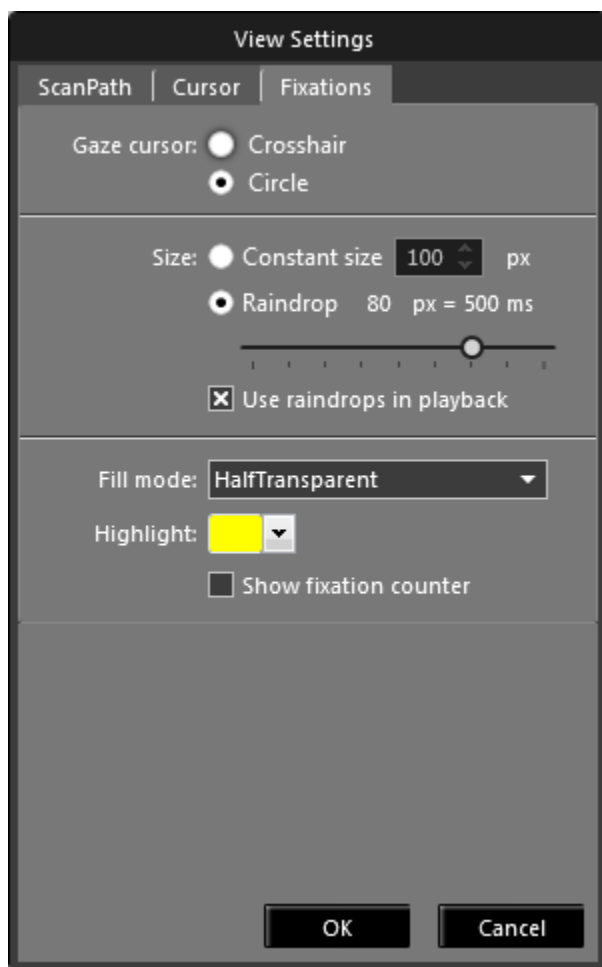 View Settings
ScanPath Cursor Fixations
Gaze cursor: Crosshair
Circle
Size: Constant size 100 px
Raindrop 80 px = 500 ms
Use raindrops in playback
Fill mode: HalfTransparent
Highlight:
Show fixation counter
OK Cancel